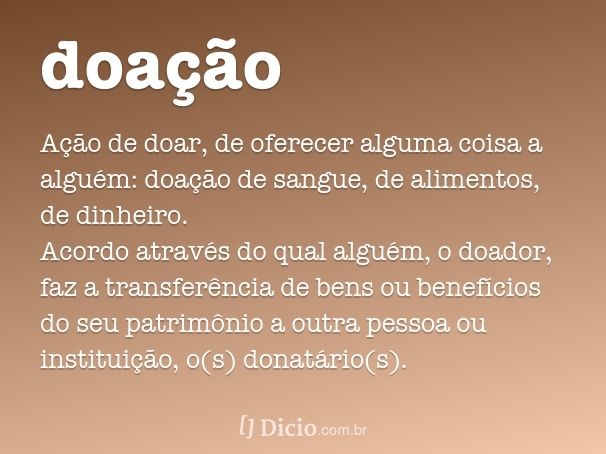 doação
Ação de doar, de oferecer alguma coisa a
alguém: doação de sangue, de alimentos,
de dinheiro.
Acordo através do qual alguém, o doador,
faz a transferência de bens ou benefícios
do seu patrimônio a outra pessoa ou
instituição, o(s) donatário(s).
[] Dicio.com.br